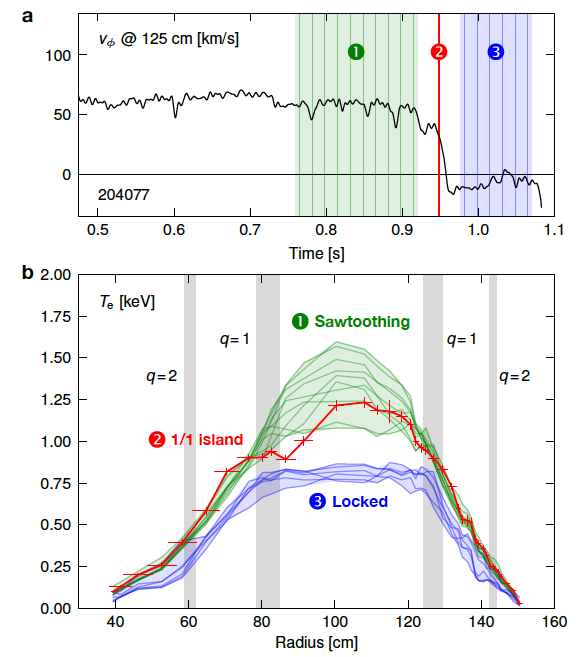 a
vϕ @ 125 cm [km/s]
100
50
0
1
2
3
204077
0.5 0.6 0.7 0.8 0.9 1.0 1.1
Time [s]
b
2.00
1.75
1.50
1.25
1.00
0.75
0.50
0.25
0.00
Te [keV]
1 Sawtoothing
q=1
q=1
q=2
q=2
2 1/1 island
3 Locked
40 60 80 100 120 140 160
Radius [cm]